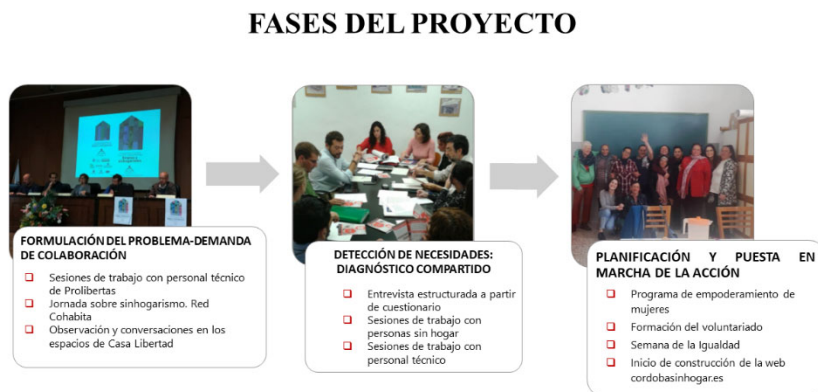 FASES DEL PROYECTO
FORMULACIÓN DEL PROBLEMA-DEMANDA
DE COLABORACIÓN
Sesiones de trabajo con personal técnico
de Prolibertas
Jornada sobre sinhogarismo. Red
Cohabita
Observación y conversaciones en los
espacios de Casa Libertad
DETECCIÓN DE NECESIDADES:
DIAGNÓSTICO COMPARTIDO
Entrevista estructurada a partir
de cuestionario
Sesiones de trabajo con
personas sin hogar
Sesiones de trabajo con
personal técnico
PLANIFICACIÓN Y PUESTA EN
MARCHA DE LA ACCIÓN
Programa de empoderamiento de
mujeres
Formación del voluntariado
Semana de la Igualdad
Inicio de construcción de la web
cordobasinhogar.es